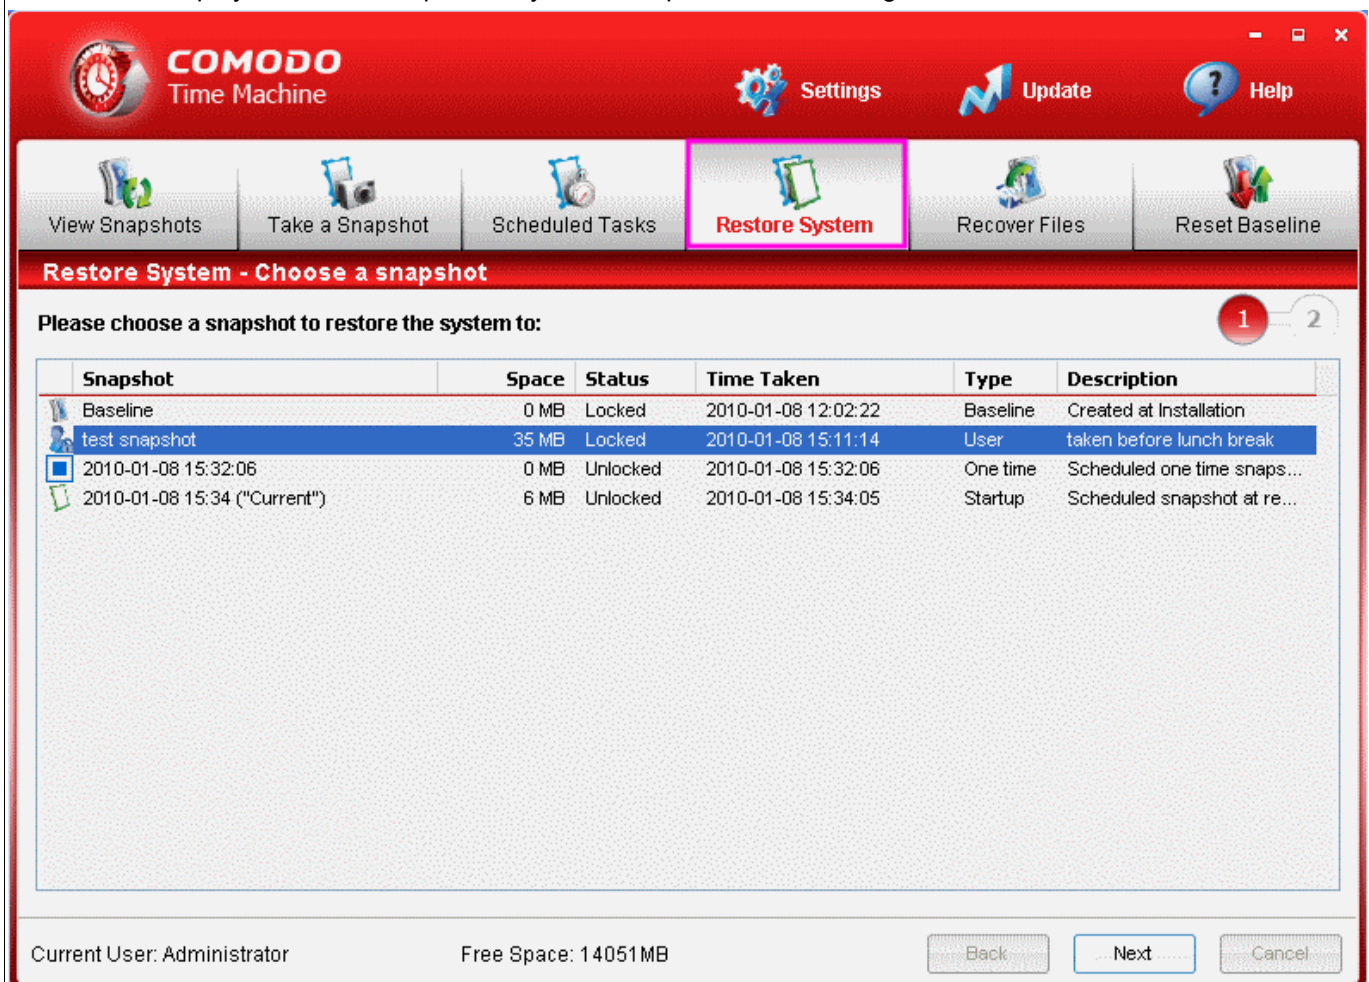 COMODO
Time Machine
Settings
Update
Help
View Snapshots
Take a Snapshot
Scheduled Tasks
Restore System
Recover Files
Reset Baseline
Restore System - Choose a snapshot
Please choose a snapshot to restore the system to:
1 2
Snapshot Space Status Time Taken Type Description
Baseline 0 MB Locked 2010-01-08 12:02:22 Baseline Created at Installation
test snapshot 35 MB Locked 2010-01-08 15:11:14 User taken before lunch break
2010-01-08 15:32:06 0 MB Unlocked 2010-01-08 15:32:06 One time Scheduled one time snaps...
2010-01-08 15:34 ("Current") 6 MB Unlocked 2010-01-08 15:34:05 Startup Scheduled snapshot at re...
Current User: Administrator Free Space: 14051MB Back Next Cancel